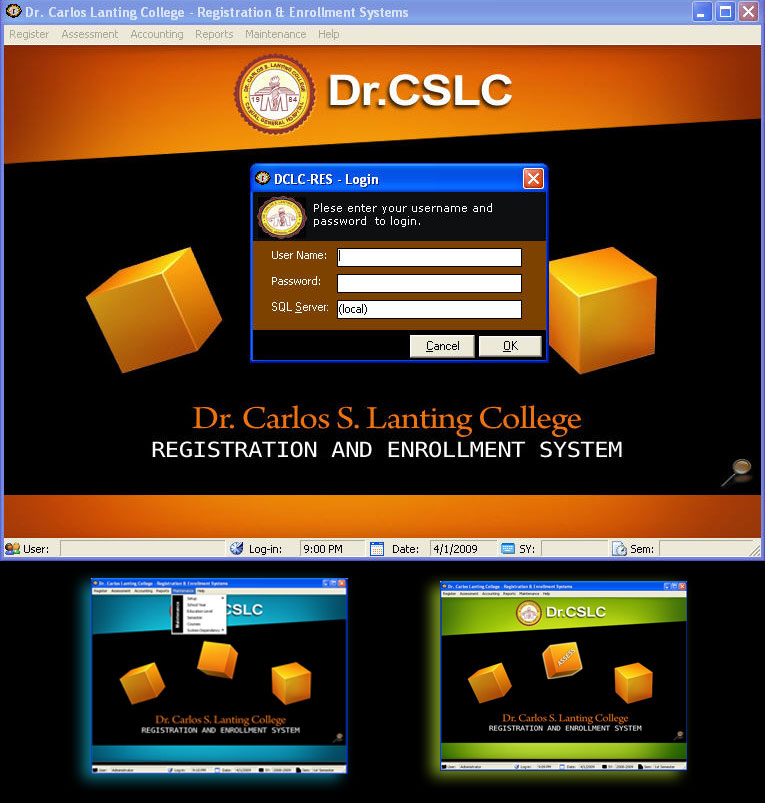 Dr. Carlos Lanting College - Registration & Enrollment Systems
Register Assessment Accounting Reports Maintenance Help
DR. CARLOS S. LANTING COLLEGE
1984
Dr.CSLC
DCLC-RES - Login
Plese enter your username and
password to login.
User Name:
Password:
SQL Server: (local)
Cancel OK
Dr. Carlos S. Lanting College
REGISTRATION AND ENROLLMENT SYSTEM
User: Log-in: 9:00 PM Date: 4/1/2009 SY: Sem:
Dr. Carlos Lanting College - Registration & Enrollment Systems
Register Assessment Accounting Reports Maintenance Help
CSLC
Maintenance
Setup
School Year
Education Level
Semester
Courses
System Dependency
Dr. Carlos S. Lanting College
REGISTRATION AND ENROLLMENT SYSTEM
User: Administrator Log-in: Date: 4/1/2009 SY: 2008-2009 Sem: 1st Semester
Dr. Carlos Lanting College - Registration & Enrollment Systems
Register Assessment Accounting Reports Maintenance Help
Dr.CSLC
ASSESS
Dr. Carlos S. Lanting College
REGISTRATION AND ENROLLMENT SYSTEM
User: Administrator Log-in: Date: 4/1/2009 SY: 2008-2009 Sem: 1st Semester